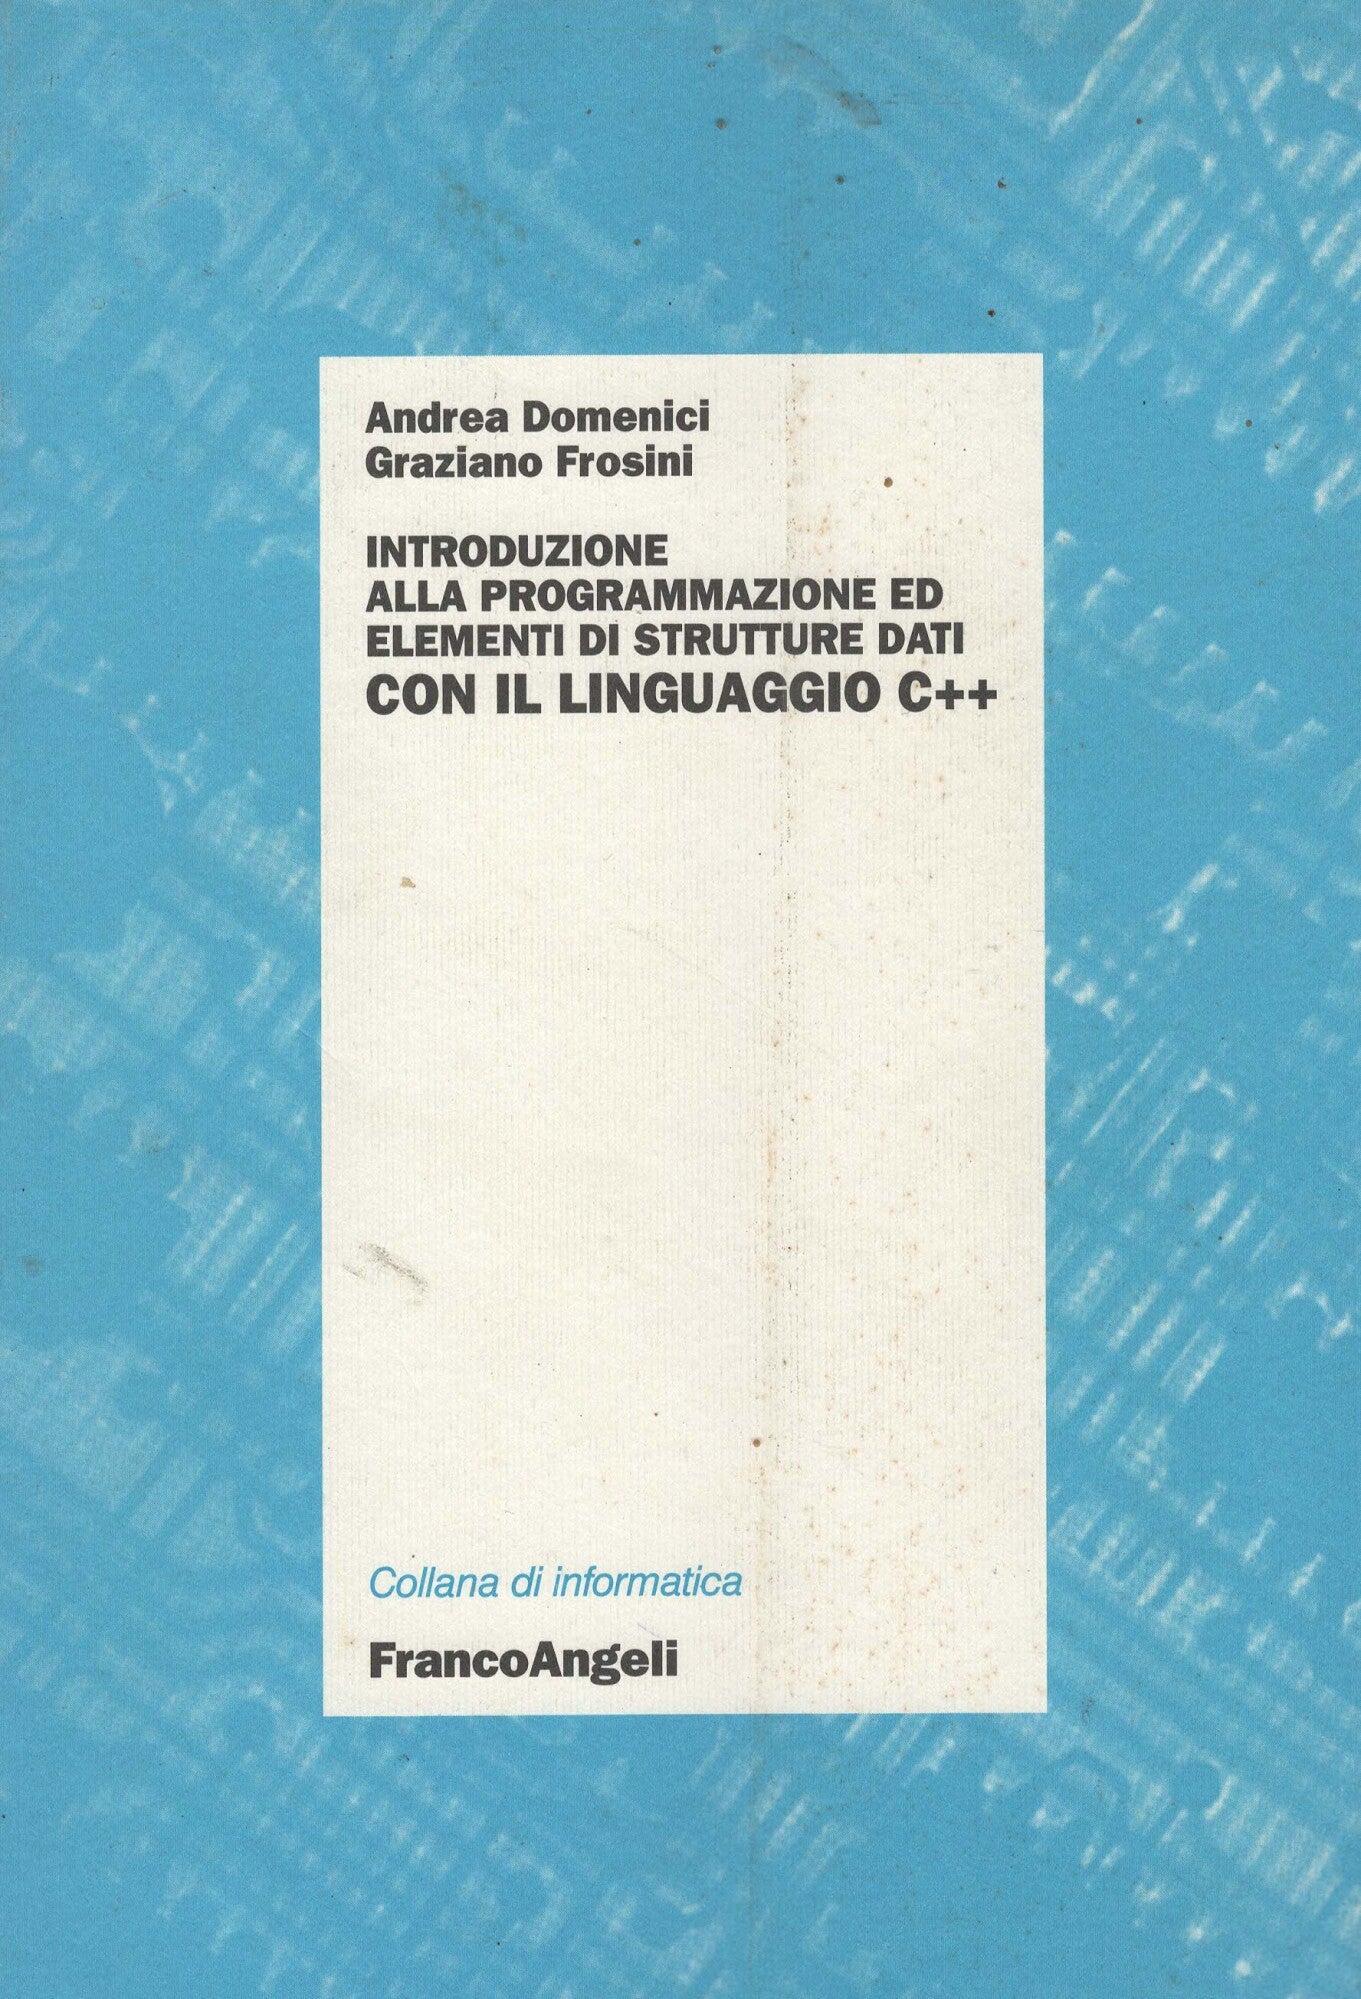 Andrea Domenici
Graziano Frosini
INTRODUZIONE
ALLA PROGRAMMAZIONE ED
ELEMENTI DI STRUTTURE DATI
CON IL LINGUAGGIO C++
Collana di informatica
FrancoAngeli